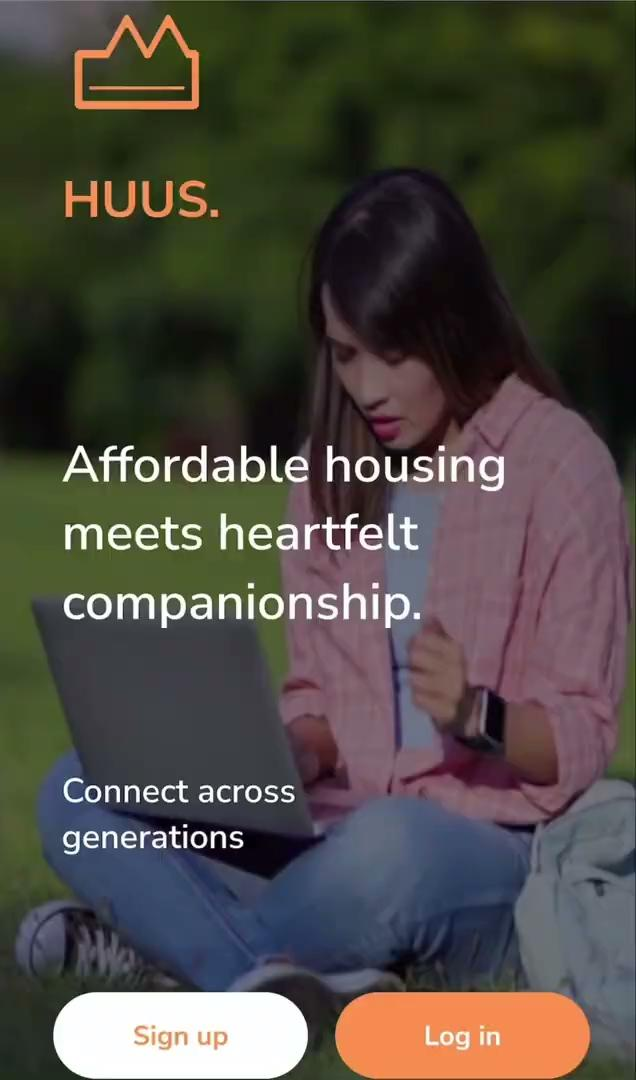 HUUS.
Affordable housing
meets heartfelt
companionship.
Connect across
generations
Sign up
Log in